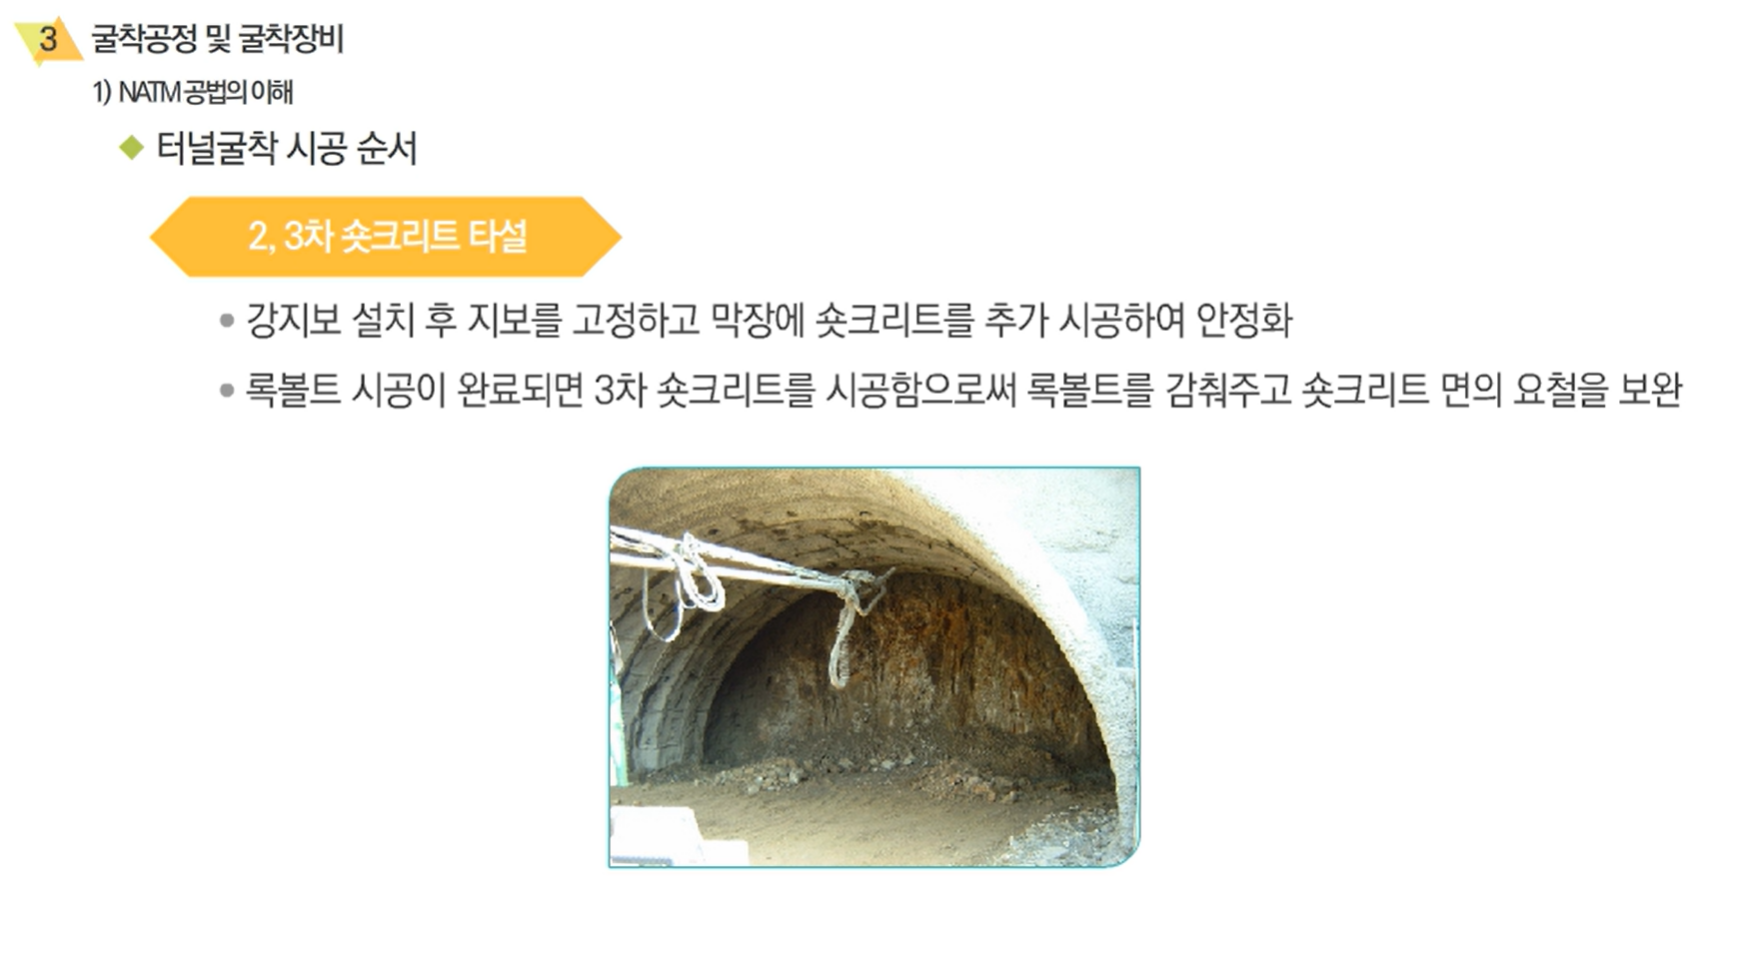 3 굴착공정 및 굴착장비
1) NATM 공법의 이해
◆ 터널굴착 시공 순서
2, 3차 숏크리트 타설
• 강지보 설치 후 지보를 고정하고 막장에 숏크리트를 추가 시공하여 안정화
• 록볼트 시공이 완료되면 3차 숏크리트를 시공함으로써 록볼트를 감춰주고 숏크리트 면의 요철을 보완